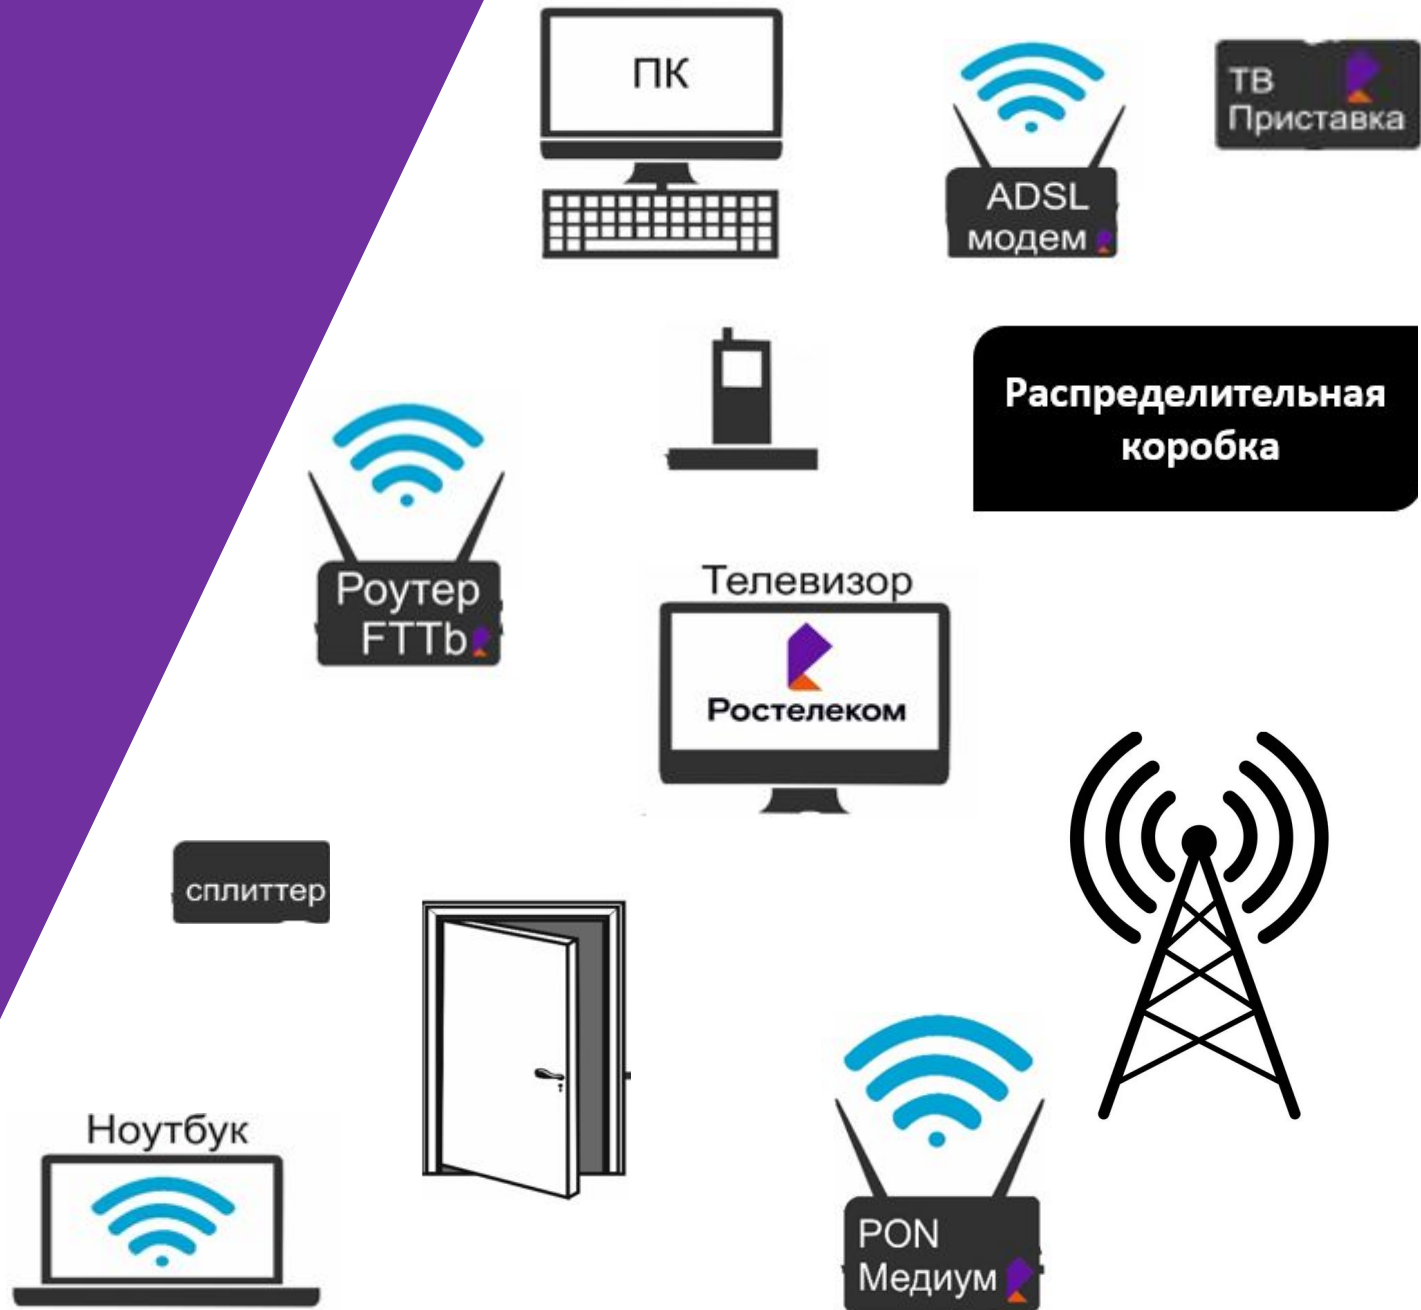 ПК
ADSL
модем
ТВ
Приставка
Распределительная
коробка
Роутер
FTTb
Телевизор
Ростелеком
сплиттер
Ноутбук
PON
Медиум